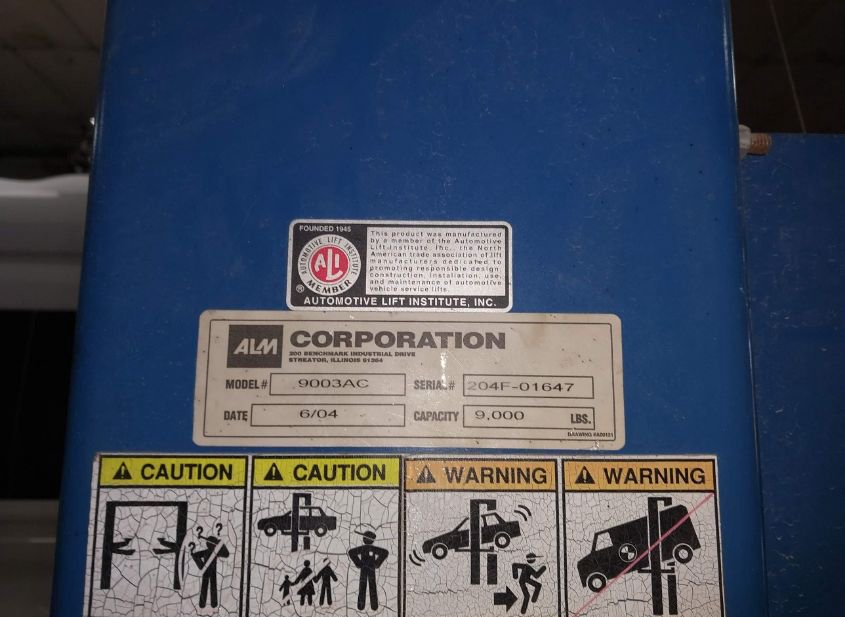 FOUNDED 1945
AUTOMOTIVE LIFT INSTITUTE
ALI
MEMBER
®
This product was manufactured
by a member of the Automotive
Lift Institute, Inc., the North
American trade association of lift
manufacturers dedicated to
promoting responsible design,
construction, installation, use,
and maintenance of automotive
vehicle service lifts.
AUTOMOTIVE LIFT INSTITUTE, INC.
ALM CORPORATION
200 BENCHMARK INDUSTRIAL DRIVE
STREATOR, ILLINOIS 61364
MODEL # 9003AC SERIAL # 204F-01647
DATE 6/04 CAPACITY 9,000 LBS.
CAUTION CAUTION WARNING WARNING
? ? ?